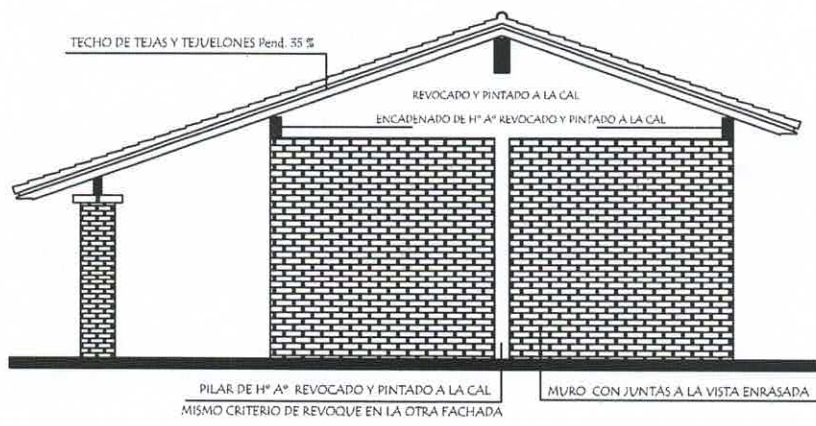 TECHO DE TEJAS Y TEJUELONES Pend. 35 %
REVOCADO Y PINTADO A LA CAL
ENCADENADO DE Hº Aº REVOCADO Y PINTADO A LA CAL
PILAR DE Hº Aº REVOCADO Y PINTADO A LA CAL
MISMO CRITERIO DE REVOQUE EN LA OTRA FACHADA
MURO CON JUNTAS A LA VISTA ENRASADA